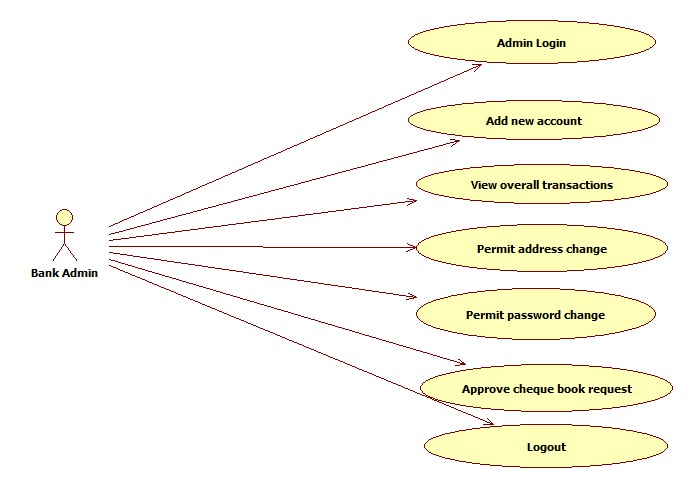 Admin Login
Add new account
View overall transactions
Permit address change
Bank Admin
Permit password change
Approve cheque book request
Logout